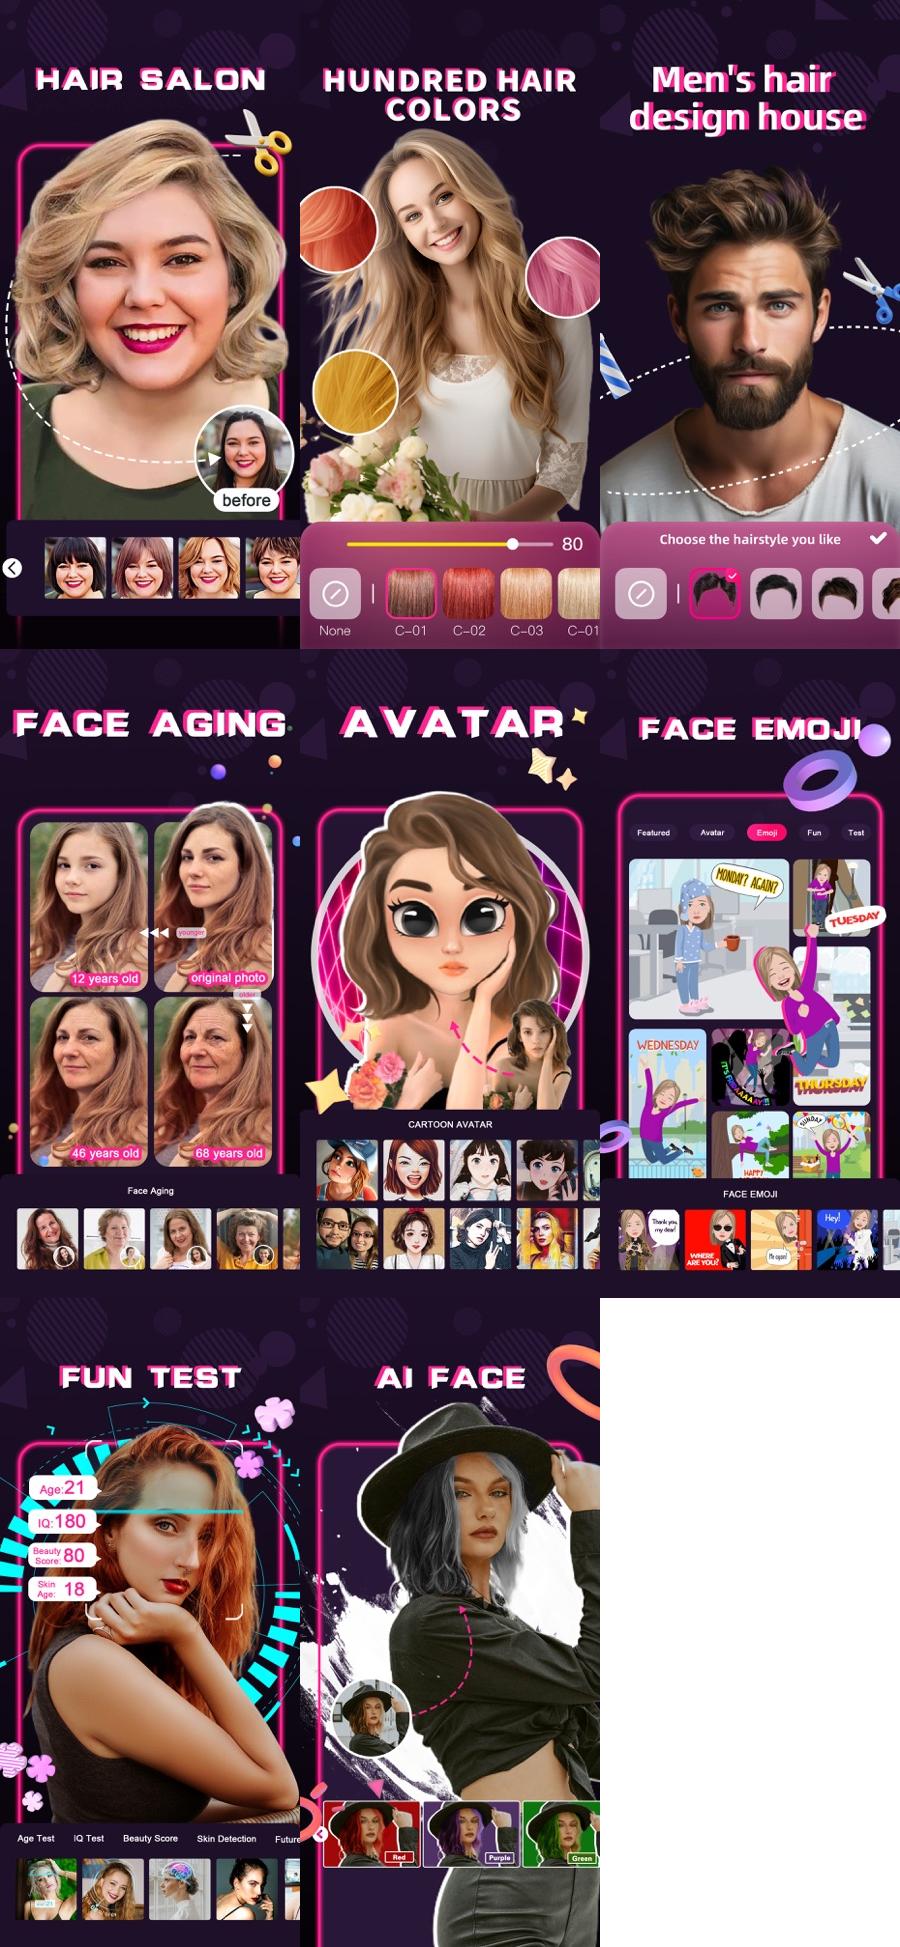 HAIR SALON
before
HUNDRED HAIR
COLORS
80
None
C-01
C-02
C-03
C-01
Men's hair
design house
Choose the hairstyle you like
FACE AGING
younger
12 years old
original photo
older
46 years old
68 years old
Face Aging
AVATAR
CARTOON AVATAR
FACE EMOJI
Featured
Avatar
Emoji
Fun
Test
MONDAY? AGAIN?
TUESDAY
WEDNESDAY
THURSDAY
SUNDAY
HAPPY
FACE EMOJI
Thank you,
my dear!
WHERE
ARE YOU?
Hey!
FUN TEST
Age:21
IQ:180
Beauty
Score: 80
Skin
Age: 18
Age Test
IQ Test
Beauty Score
Skin Detection
Future
AI FACE
Red
Purple
Green